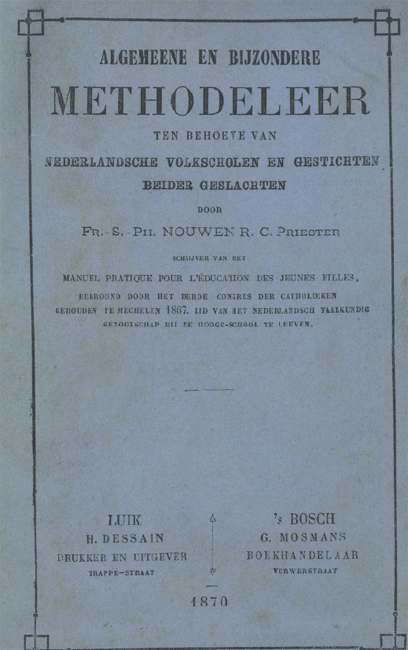 ALGEMEENE EN BIJZONDERE
METHODELEER
TEN BEHOEVE VAN
NEDERLANDSCHE VOLKSCHOLEN EN GESTICHTEN
BEIDER GESLACHTEN
DOOR
FR.-S.-PH. NOUWEN R. C. PRIESTER
SCHRIJVER VAN HET
MANUEL PRATIQUE POUR L'ÉDUCATION DES JEUNES FILLES,
BEKROOND DOOR HET DERDE CONGRES DER CATHOLIEKEN
GEHOUDEN TE MECHELEN 1867. LID VAN HET NEDERLANDSCH TAALKUNDIG
GENOOTSCHAP BIJ DE HOOGE-SCHOOL TE LEUVEN.
LUIK
H. DESSAIN
DRUKKER EN UITGEVER
TRAPPÉ-STRAAT
'S BOSCH
G. MOSMANS
BOEKHANDELAAR
VERWERSTRAAT
1870